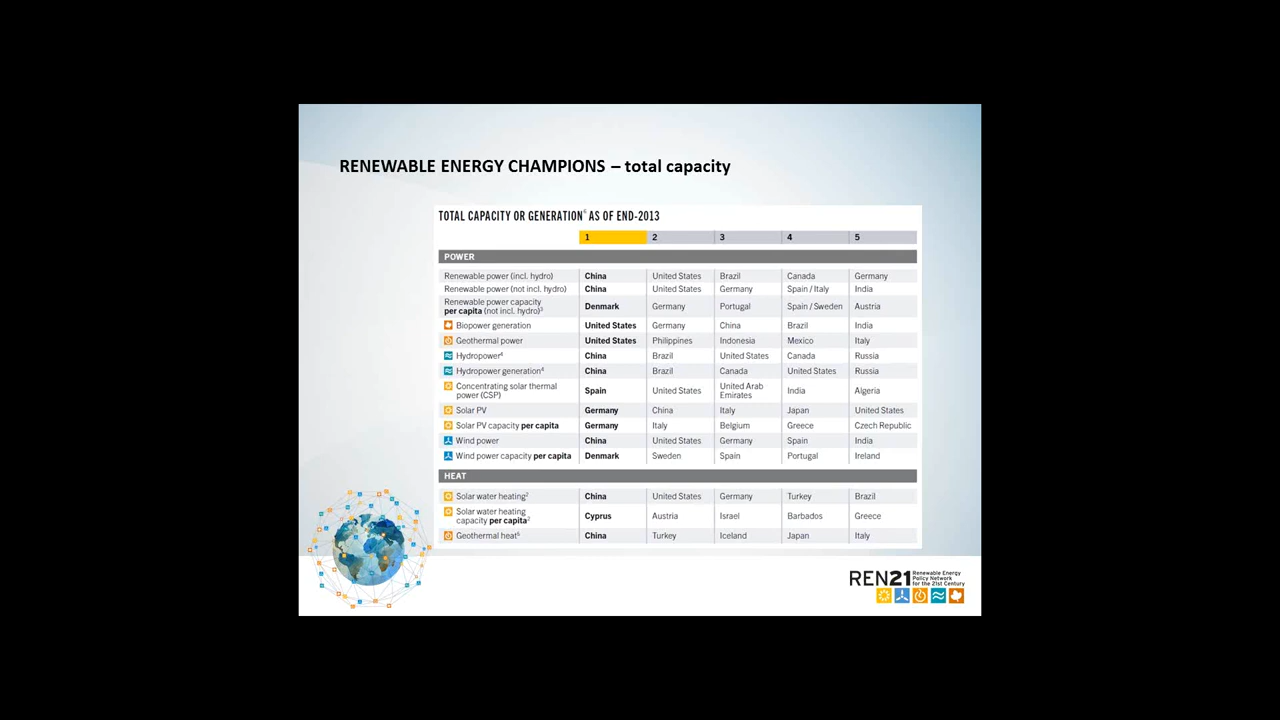 RENEWABLE ENERGY CHAMPIONS – total capacity
TOTAL CAPACITY OR GENERATION⁶ AS OF END-2013
1 2 3 4 5
POWER
Renewable power (incl. hydro) China United States Brazil Canada Germany
Renewable power (not incl. hydro) China United States Germany Spain / Italy India
Renewable power capacity
per capita (not incl. hydro)³ Denmark Germany Portugal Spain / Sweden Austria
Biopower generation United States Germany China Brazil India
Geothermal power United States Philippines Indonesia Mexico Italy
Hydropower⁴ China Brazil United States Canada Russia
Hydropower generation⁴ China Brazil Canada United States Russia
Concentrating solar thermal
power (CSP) Spain United States United Arab Emirates India Algeria
Solar PV Germany China Italy Japan United States
Solar PV capacity per capita Germany Italy Belgium Greece Czech Republic
Wind power China United States Germany Spain India
Wind power capacity per capita Denmark Sweden Spain Portugal Ireland
HEAT
Solar water heating² China United States Germany Turkey Brazil
Solar water heating
capacity per capita² Cyprus Austria Israel Barbados Greece
Geothermal heat⁵ China Turkey Iceland Japan Italy
REN21 Renewable Energy
Policy Network
for the 21st Century